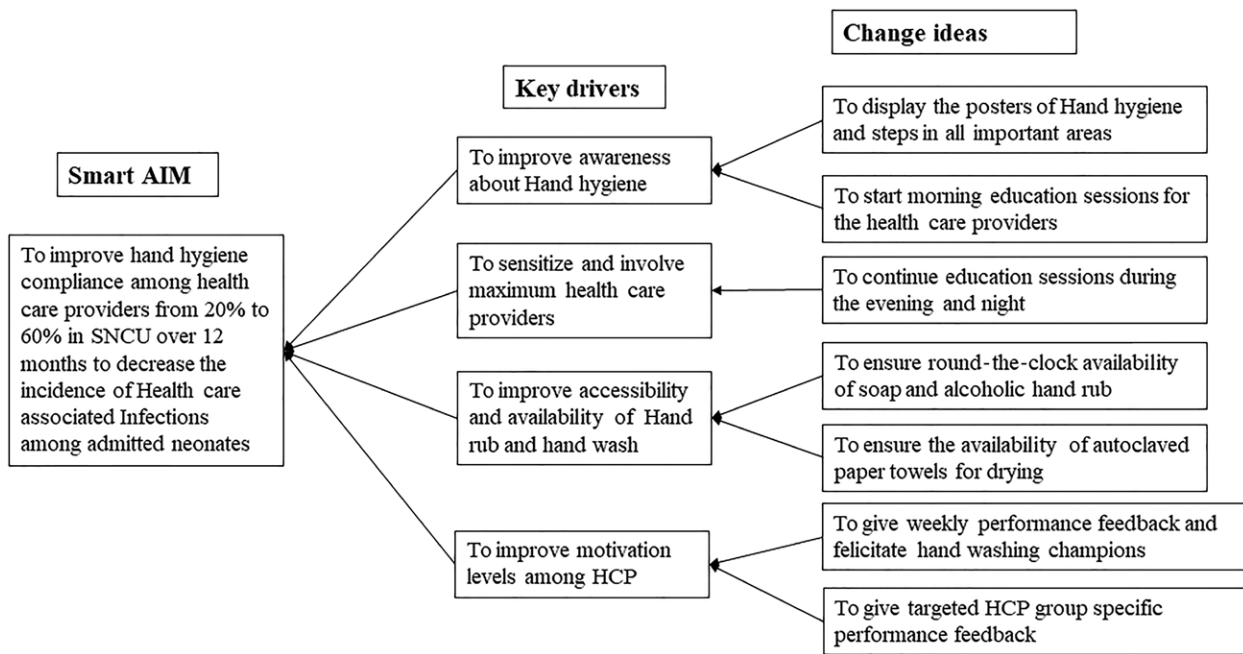 Smart AIM
To improve hand hygiene
compliance among health
care providers from 20% to
60% in SNCU over 12
months to decrease the
incidence of Health care
associated Infections
among admitted neonates
Key drivers
To improve awareness
about Hand hygiene
To sensitize and involve
maximum health care
providers
To improve accessibility
and availability of Hand
rub and hand wash
To improve motivation
levels among HCP
Change ideas
To display the posters of Hand hygiene
and steps in all important areas
To start morning education sessions for
the health care providers
To continue education sessions during
the evening and night
To ensure round-the-clock availability
of soap and alcoholic hand rub
To ensure the availability of autoclaved
paper towels for drying
To give weekly performance feedback and
felicitate hand washing champions
To give targeted HCP group specific
performance feedback